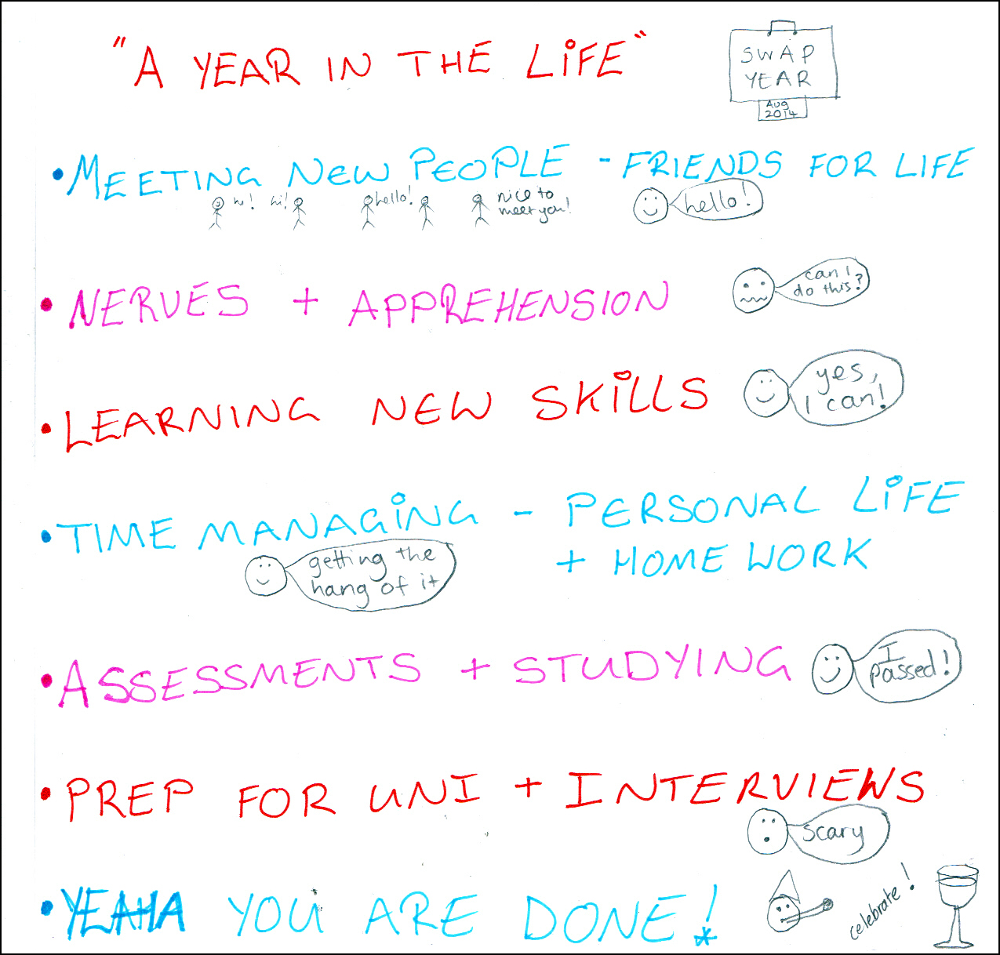 "A YEAR IN THE LiFE"
SWAP
YEAR
Aug
2014
• MEETING NEW PEOPLE - FRIENDS FOR LIFE
hi! hi! hello! nice to
meet you!
hello!
• NERVES + APPREHENSION
can I
do this?
• LEARNING NEW SKiLLS
yes,
I can!
• TIME MANAGiNG - PERSONAL LiFE
+ HOME WORK
getting the
hang of it
• ASSESSMENTS + STUDYING
I
passed!
• PREP FOR UNI + INTERVIEWS
scary
• YEAHA YOU ARE DONE!
celebrate!